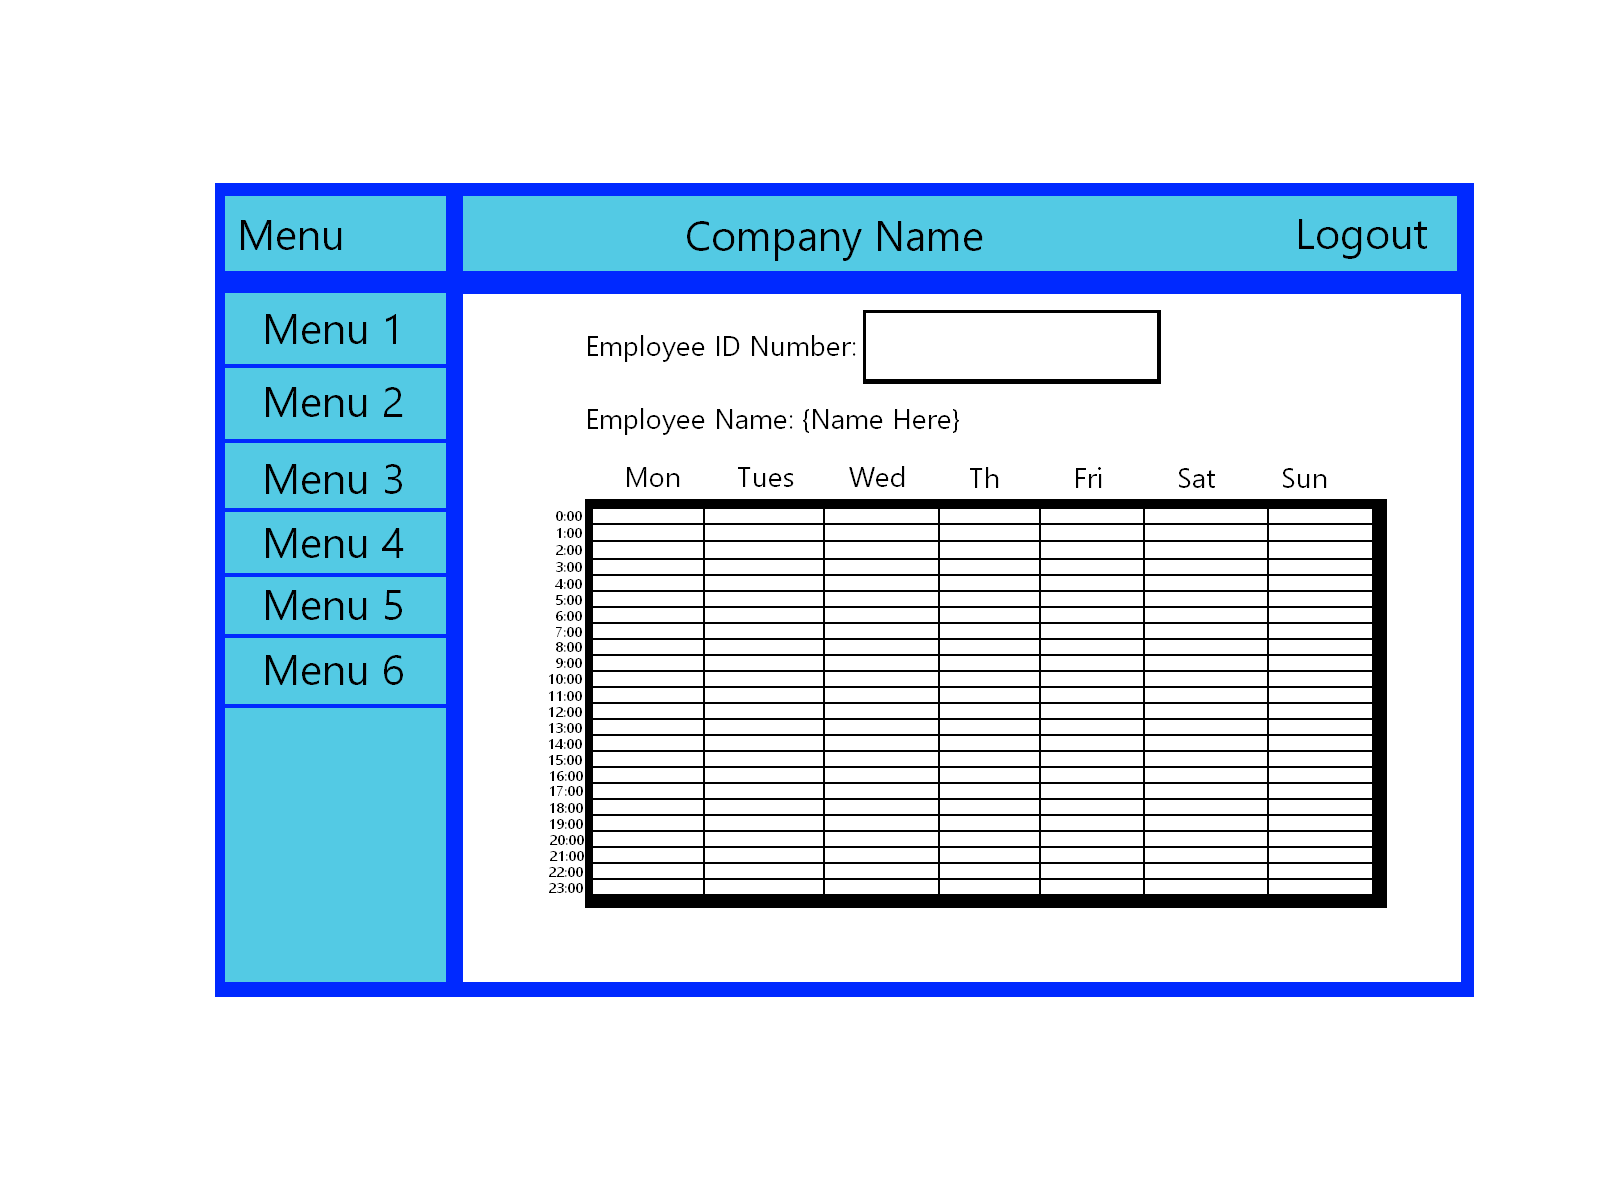 Menu
Company Name
Logout
Menu 1
Menu 2
Menu 3
Menu 4
Menu 5
Menu 6
Employee ID Number:
Employee Name: {Name Here}
Mon Tues Wed Th Fri Sat Sun
0:00
1:00
2:00
3:00
4:00
5:00
6:00
7:00
8:00
9:00
10:00
11:00
12:00
13:00
14:00
15:00
16:00
17:00
18:00
19:00
20:00
21:00
22:00
23:00